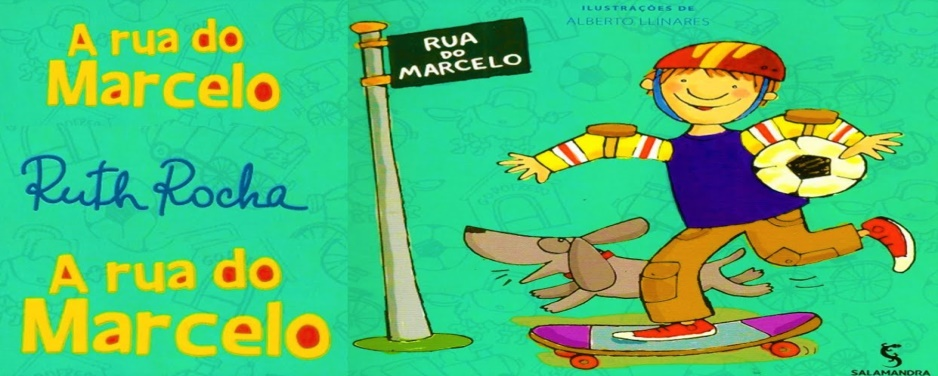 A rua do
Marcelo
Ruth Rocha
A rua do
Marcelo
ILUSTRAÇÕES DE
ALBERTO LLINARES
RUA
DO
MARCELO
SALAMANDRA